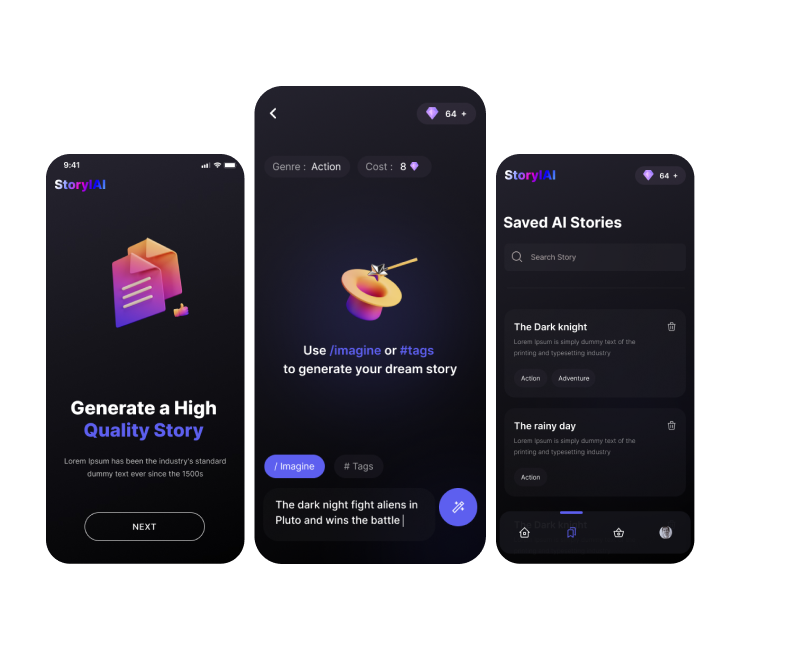 9:41
Story|AI
Generate a High
Quality Story
Lorem Ipsum has been the industry's standard
dummy text ever since the 1500s
NEXT
64 +
Genre : Action
Cost : 8
Use /imagine or #tags
to generate your dream story
/ Imagine
# Tags
The dark night fight aliens in
Pluto and wins the battle|
Story|AI
64 +
Saved AI Stories
Search Story
The Dark knight
Lorem Ipsum is simply dummy text of the
printing and typesetting industry
Action
Adventure
The rainy day
Lorem Ipsum is simply dummy text of the
printing and typesetting industry
Action
The Dark knight